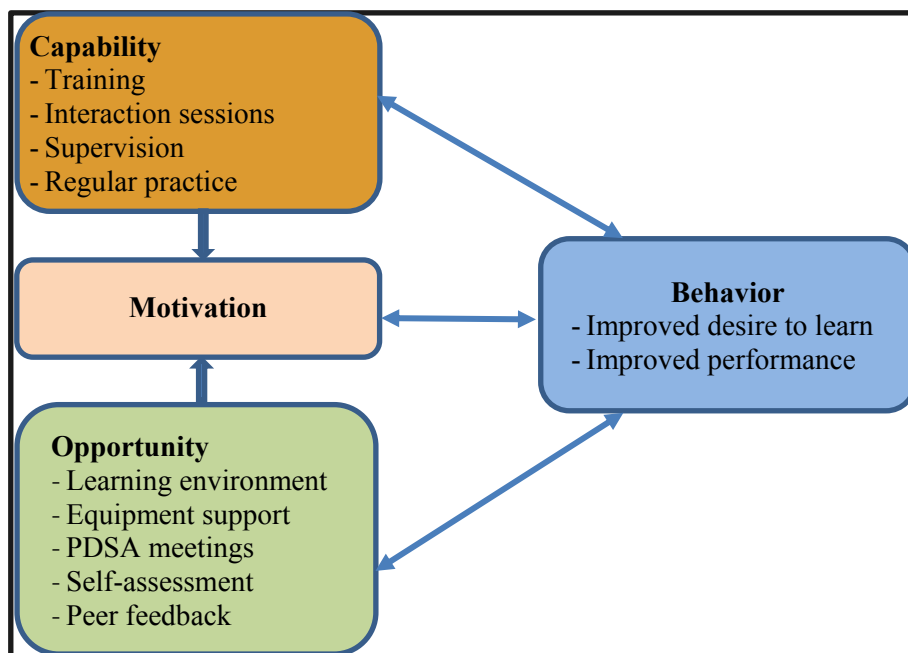 Capability
- Training
- Interaction sessions
- Supervision
- Regular practice
Motivation
Behavior
- Improved desire to learn
- Improved performance
Opportunity
- Learning environment
- Equipment support
- PDSA meetings
- Self-assessment
- Peer feedback